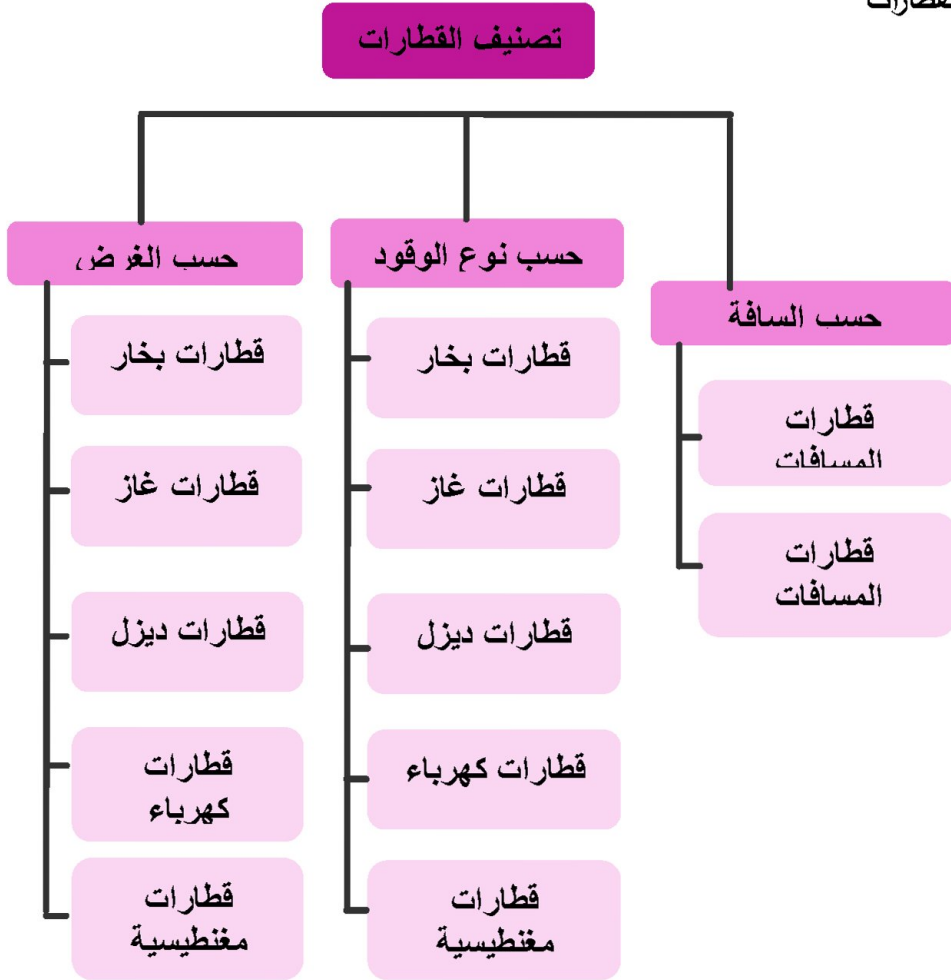 تصنيف القطارات
حسب السافة
قطارات
المسافات
قطارات
المسافات
حسب نوع الوقود
قطارات بخار
قطارات غاز
قطارات ديزل
قطارات كهرباء
قطارات
مغنطيسية
حسب الغرض
قطارات بخار
قطارات غاز
قطارات ديزل
قطارات
كهرباء
قطارات
مغنطيسية